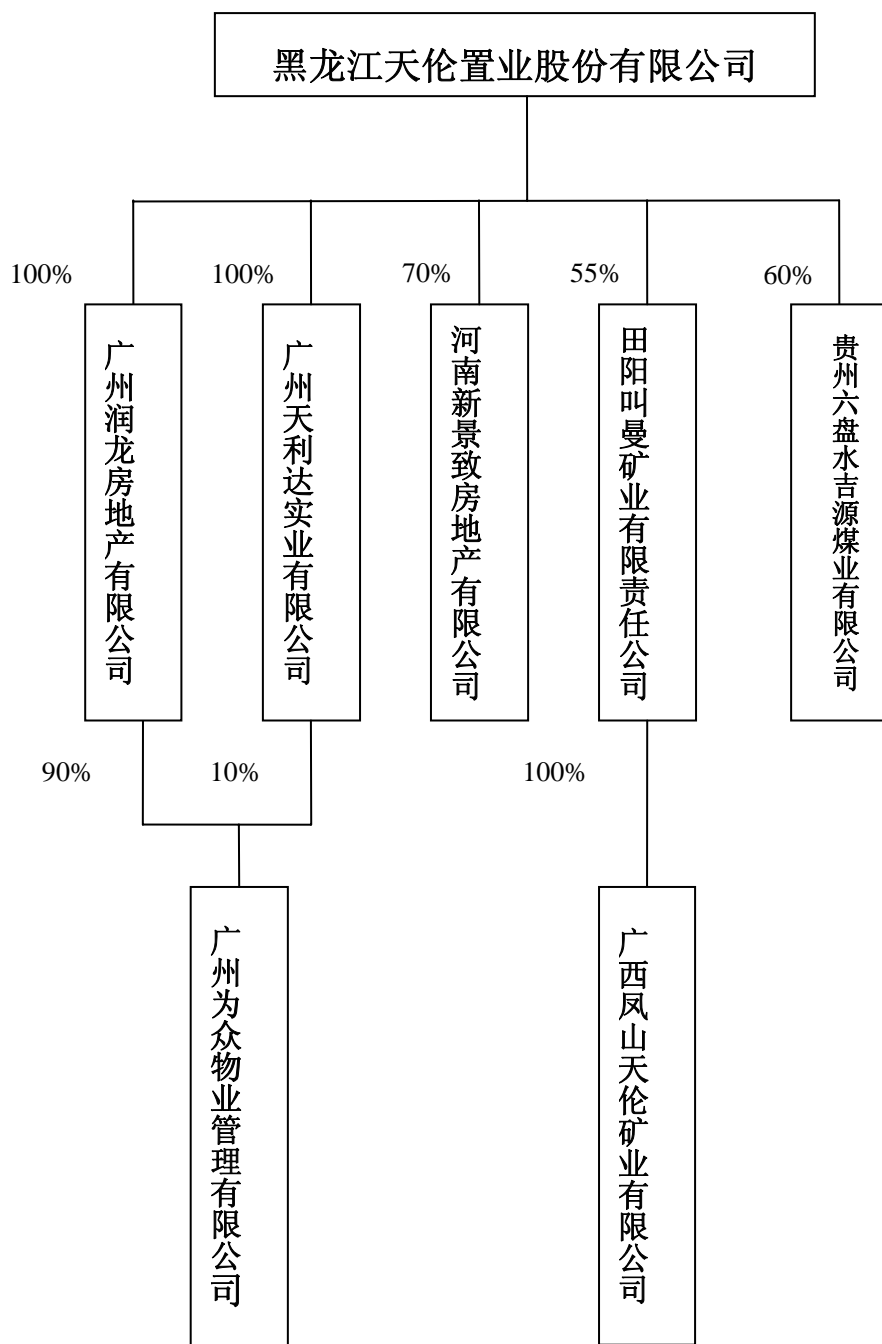 黑龙江天伦置业股份有限公司
100%
100%
70%
55%
60%
广州润龙房地产有限公司
广州天利达实业有限公司
河南新景致房地产有限公司
田阳叫曼矿业有限责任公司
贵州六盘水吉源煤业有限公司
90%
10%
100%
广州为众物业管理有限公司
广西凤山天伦矿业有限公司